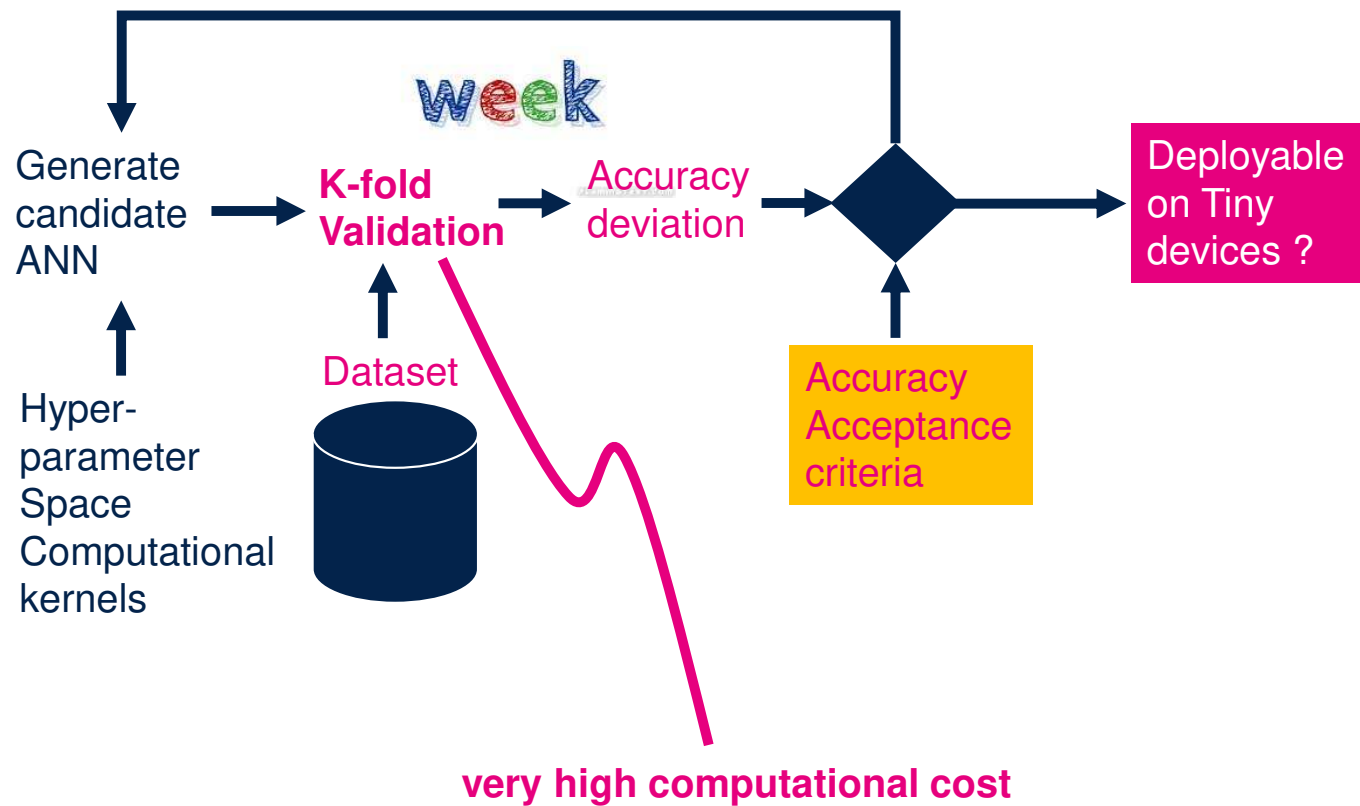 week
Generate
candidate
ANN
K-fold
Validation
Accuracy
deviation
Deployable
on Tiny
devices ?
Hyper-
parameter
Space
Computational
kernels
Dataset
Accuracy
Acceptance
criteria
very high computational cost